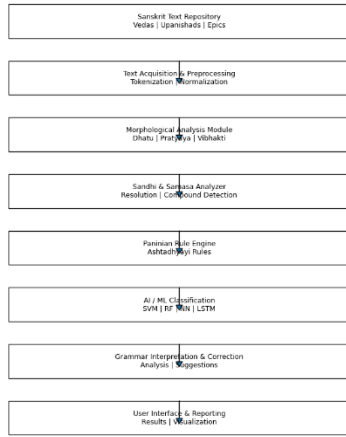 Sanskrit Text Repository
Vedas | Upanishads | Epics
Text Acquisition & Preprocessing
Tokenization | Normalization
Morphological Analysis Module
Dhatu | Pratyaya | Vibhakti
Sandhi & Samasa Analyzer
Resolution | Compound Detection
Paninian Rule Engine
Ashtadhyayi Rules
AI / ML Classification
SVM | RF | NN | LSTM
Grammar Interpretation & Correction
Analysis | Suggestions
User Interface & Reporting
Results | Visualization